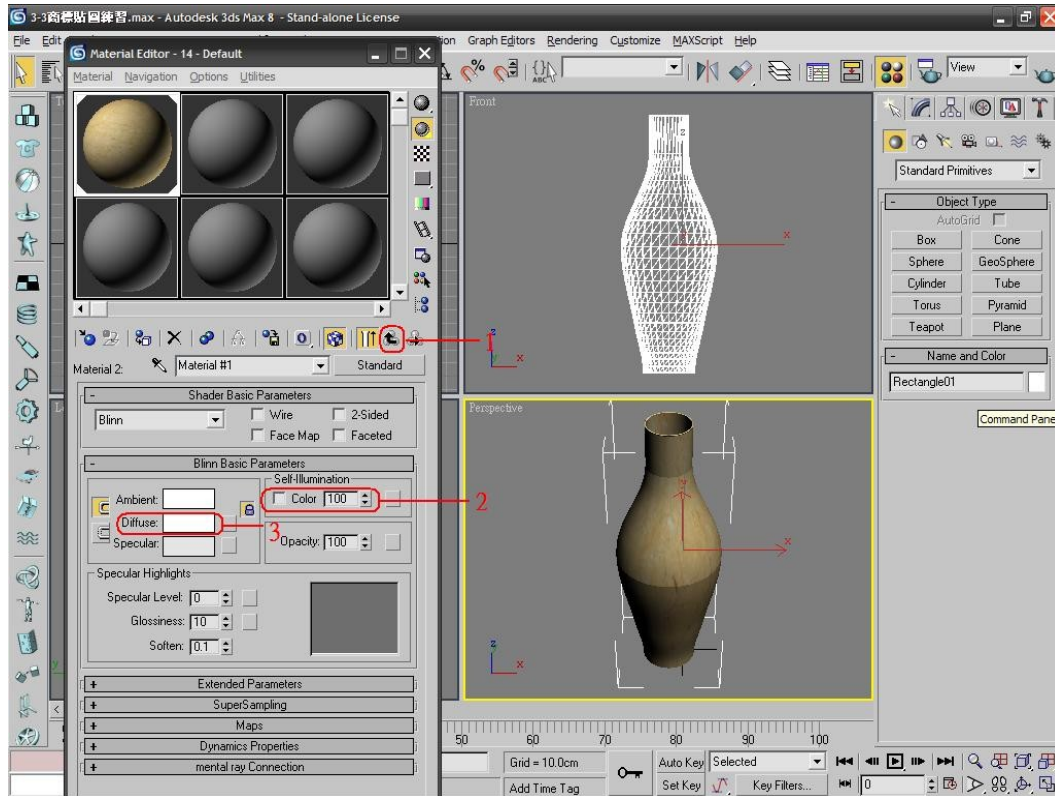 3-3商標貼圖練習.max - Autodesk 3ds Max 8 - Stand-alone License
File Edit Graph Editors Rendering Customize MAXScript Help
Material Editor - 14 - Default
Material Navigation Options Utilities
View
Front
Standard Primitives
- Object Type
AutoGrid
Box Cone
Sphere GeoSphere
Cylinder Tube
Torus Pyramid
Teapot Plane
- Name and Color
Rectangle01
Command Pane
1
Material 2: Material #1 Standard
- Shader Basic Parameters
Blinn Wire 2-Sided
Face Map Faceted
- Blinn Basic Parameters
Self-Illumination
Ambient: Color 100 2
Diffuse: 3
Specular: Opacity: 100
Specular Highlights
Specular Level: 0
Glossiness: 10
Soften: 0.1
+ Extended Parameters
+ SuperSampling
+ Maps
+ Dynamics Properties
+ mental ray Connection
Perspective
x
z
x
y x
z
x
z
x
50 60 70 80 90 100
Grid = 10.0cm Auto Key Selected
Add Time Tag Set Key Key Filters... 0